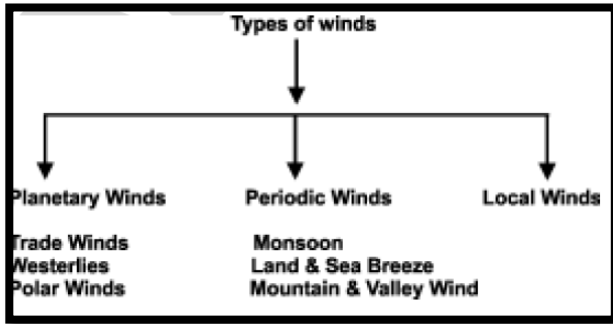 Types of winds
Planetary Winds
Periodic Winds
Local Winds
Trade Winds
Westerlies
Polar Winds
Monsoon
Land & Sea Breeze
Mountain & Valley Wind